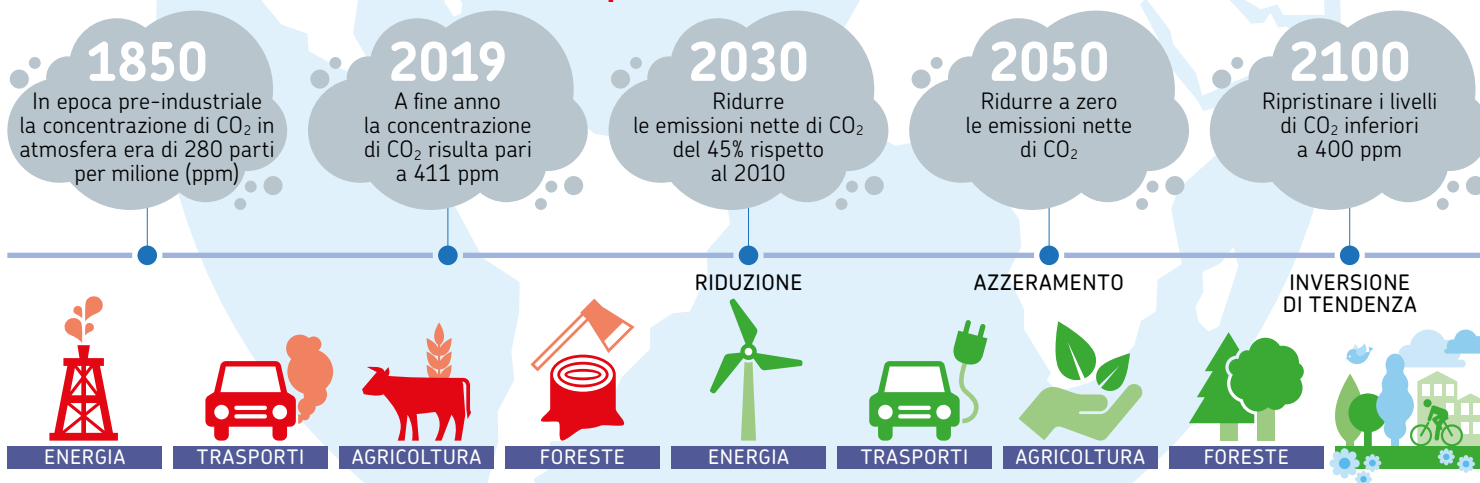 1850
In epoca pre-industriale
la concentrazione di CO₂ in
atmosfera era di 280 parti
per milione (ppm)
2019
A fine anno
la concentrazione
di CO₂ risulta pari
a 411 ppm
2030
Ridurre
le emissioni nette di CO₂
del 45% rispetto
al 2010
2050
Ridurre a zero
le emissioni nette
di CO₂
2100
Ripristinare i livelli
di CO₂ inferiori
a 400 ppm
RIDUZIONE
AZZERAMENTO
INVERSIONE
DI TENDENZA
ENERGIA
TRASPORTI
AGRICOLTURA
FORESTE
ENERGIA
TRASPORTI
AGRICOLTURA
FORESTE